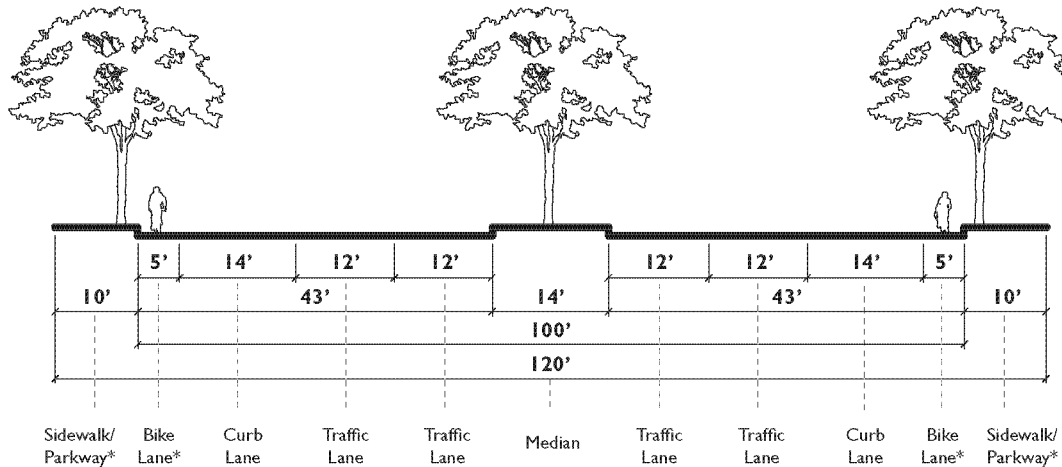 5' 14' 12' 12' 12' 12' 14' 5'
10' 43' 14' 43' 10'
100'
120'
Sidewalk/ Parkway*
Bike Lane*
Curb Lane
Traffic Lane
Traffic Lane
Median
Traffic Lane
Traffic Lane
Curb Lane
Bike Lane*
Sidewalk/ Parkway*